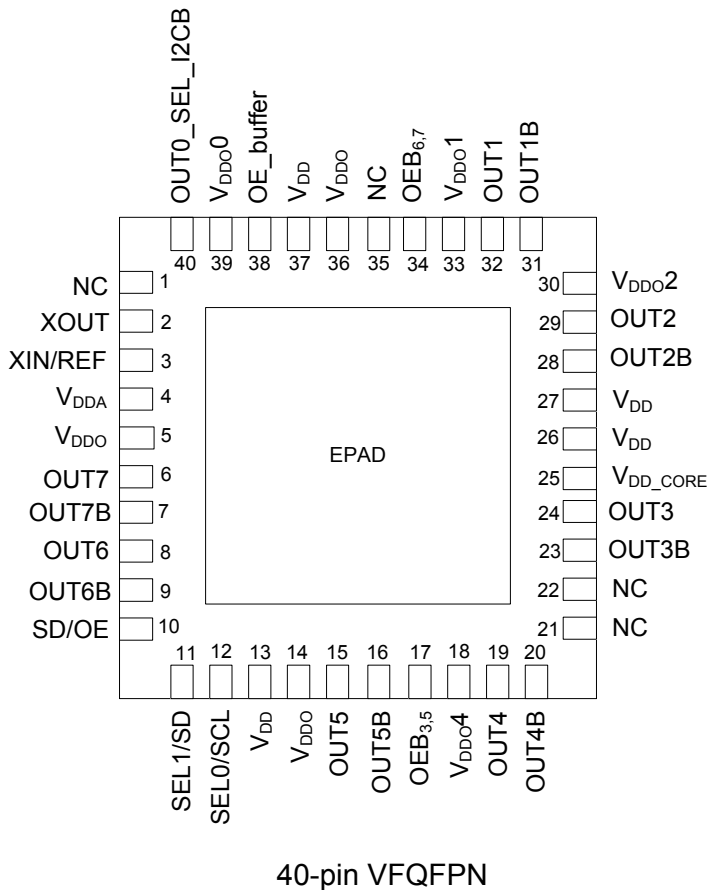 OUT0_SEL_I2CB
VDDO0
OE_buffer
VDD
VDDO
NC
OEB6,7
VDDO1
OUT1
OUT1B
40 39 38 37 36 35 34 33 32 31
NC 1
XOUT 2
XIN/REF 3
VDDA 4
VDDO 5
OUT7 6
OUT7B 7
OUT6 8
OUT6B 9
SD/OE 10
EPAD
30 VDDO2
29 OUT2
28 OUT2B
27 VDD
26 VDD
25 VDD_CORE
24 OUT3
23 OUT3B
22 NC
21 NC
11 12 13 14 15 16 17 18 19 20
SEL1/SD
SEL0/SCL
VDD
VDDO
OUT5
OUT5B
OEB3,5
VDDO4
OUT4
OUT4B
40-pin VFQFPN